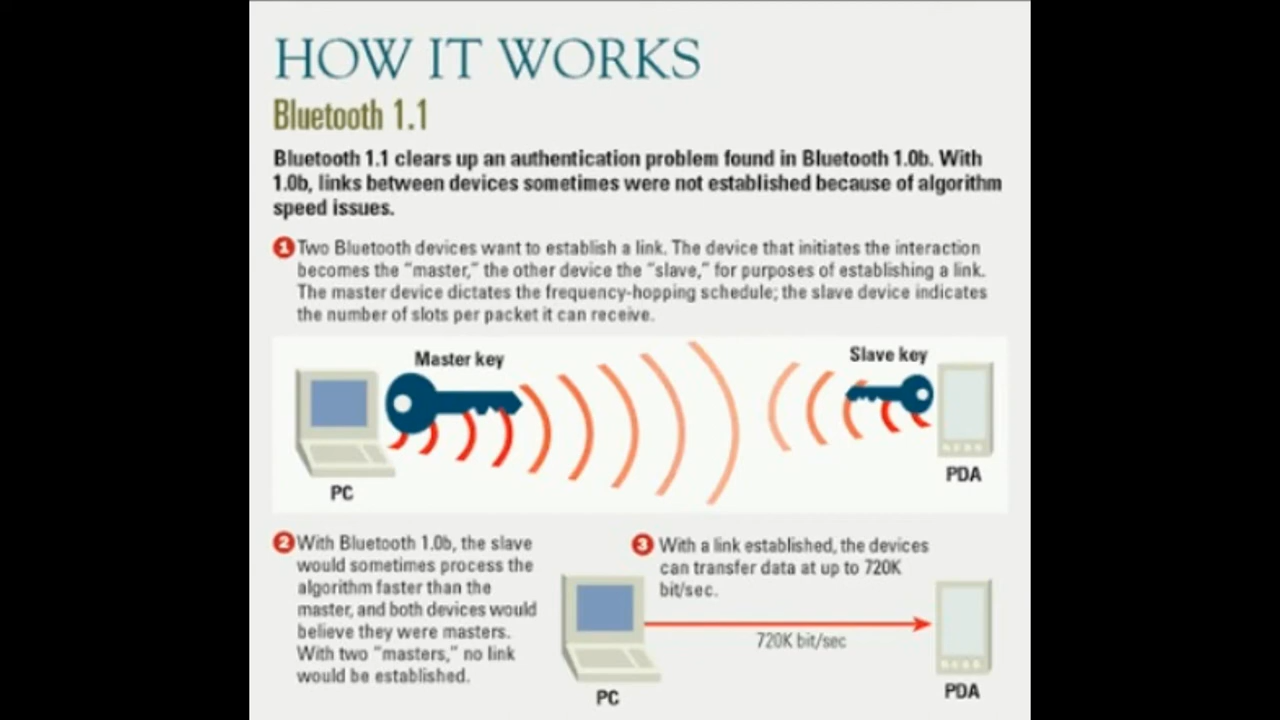 HOW IT WORKS
Bluetooth 1.1
Bluetooth 1.1 clears up an authentication problem found in Bluetooth 1.0b. With
1.0b, links between devices sometimes were not established because of algorithm
speed issues.
1 Two Bluetooth devices want to establish a link. The device that initiates the interaction
becomes the "master," the other device the "slave," for purposes of establishing a link.
The master device dictates the frequency-hopping schedule; the slave device indicates
the number of slots per packet it can receive.
Master key
Slave key
PC
PDA
2 With Bluetooth 1.0b, the slave
would sometimes process the
algorithm faster than the
master, and both devices would
believe they were masters.
With two "masters," no link
would be established.
3 With a link established, the devices
can transfer data at up to 720K
bit/sec.
720K bit/sec
PC
PDA